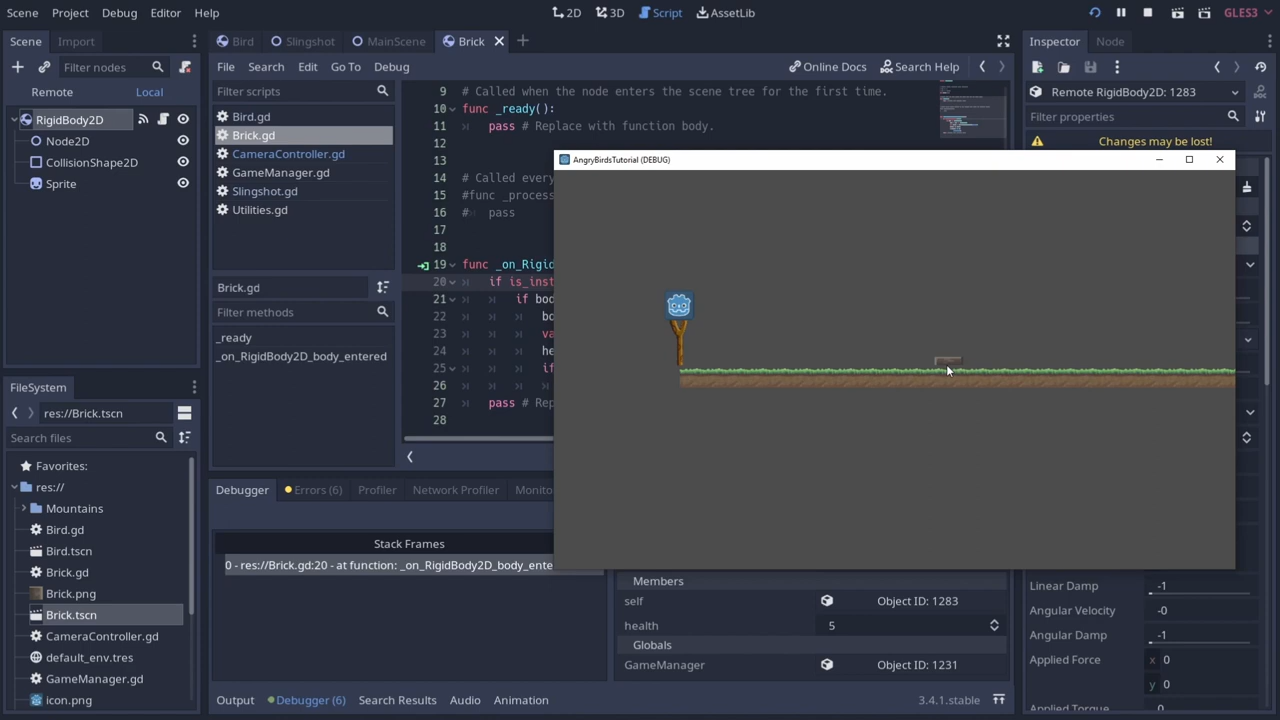 Scene Project Debug Editor Help
2D 3D Script AssetLib
GLES3
Scene Import
Filter nodes
Remote Local
RigidBody2D
Node2D
CollisionShape2D
Sprite
FileSystem
res://Brick.tscn
Search files
Favorites:
res://
Mountains
Bird.gd
Bird.tscn
Brick.gd
Brick.png
Brick.tscn
CameraController.gd
default_env.tres
GameManager.gd
icon.png
Bird Slingshot MainScene Brick
File Search Edit Go To Debug
Online Docs Search Help
Filter scripts
Bird.gd
Brick.gd
CameraController.gd
GameManager.gd
Slingshot.gd
Utilities.gd
Brick.gd
Filter methods
_ready
_on_RigidBody2D_body_entered
9 # Called when the node enters the scene tree for the first time.
10 func _ready():
11 pass # Replace with function body.
12
13
14 # Called every
15 #func _process
16 # pass
17
18
19 func _on_Rigid
20 if is_inst
21 if bod
22 bo
23 va
24 he
25 if
26
27 pass # Rep
28
AngryBirdsTutorial (DEBUG)
Debugger Errors (6) Profiler Network Profiler Monito
Stack Frames
0 - res://Brick.gd:20 - at function: _on_RigidBody2D_body_ente
Members
self Object ID: 1283
health 5
Globals
GameManager Object ID: 1231
Output Debugger (6) Search Results Audio Animation
3.4.1.stable
Inspector Node
Remote RigidBody2D: 1283
Filter properties
Changes may be lost!
Linear Damp -1
Angular Velocity -0
Angular Damp -1
Applied Force x 0
y 0
Applied Torque 0